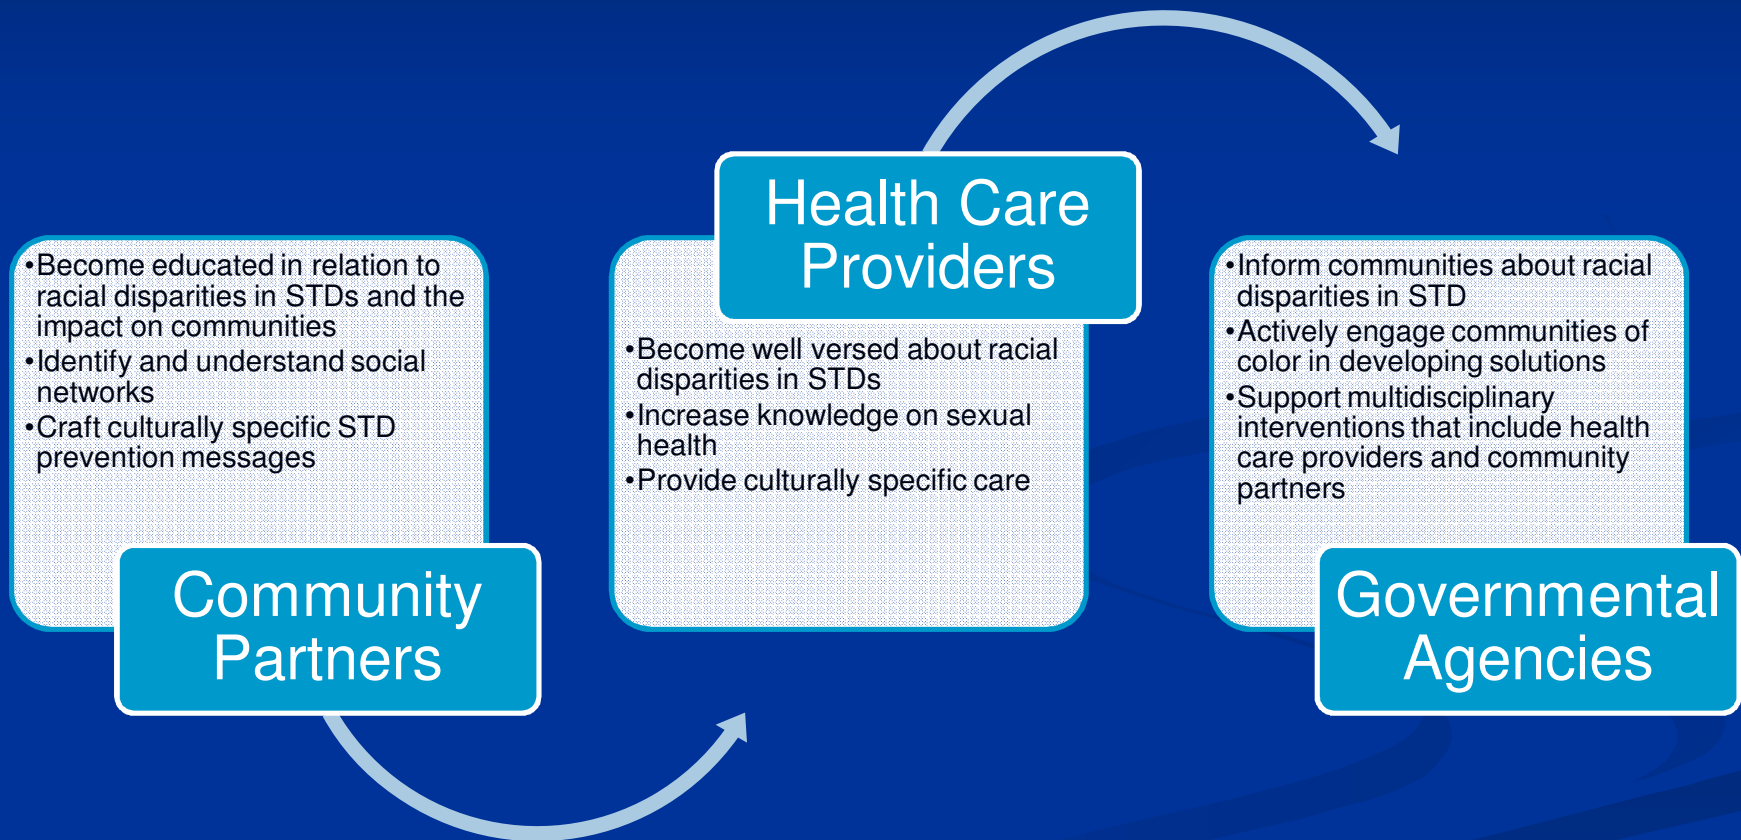 •Become educated in relation to
racial disparities in STDs and the
impact on communities
•Identify and understand social
networks
•Craft culturally specific STD
prevention messages
Community
Partners
Health Care
Providers
•Become well versed about racial
disparities in STDs
•Increase knowledge on sexual
health
•Provide culturally specific care
•Inform communities about racial
disparities in STD
•Actively engage communities of
color in developing solutions
•Support multidisciplinary
interventions that include health
care providers and community
partners
Governmental
Agencies